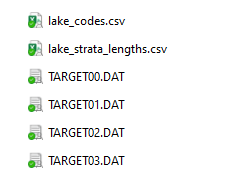 lake_codes.csv
lake_strata_lengths.csv
TARGET00.DAT
TARGET01.DAT
TARGET02.DAT
TARGET03.DAT